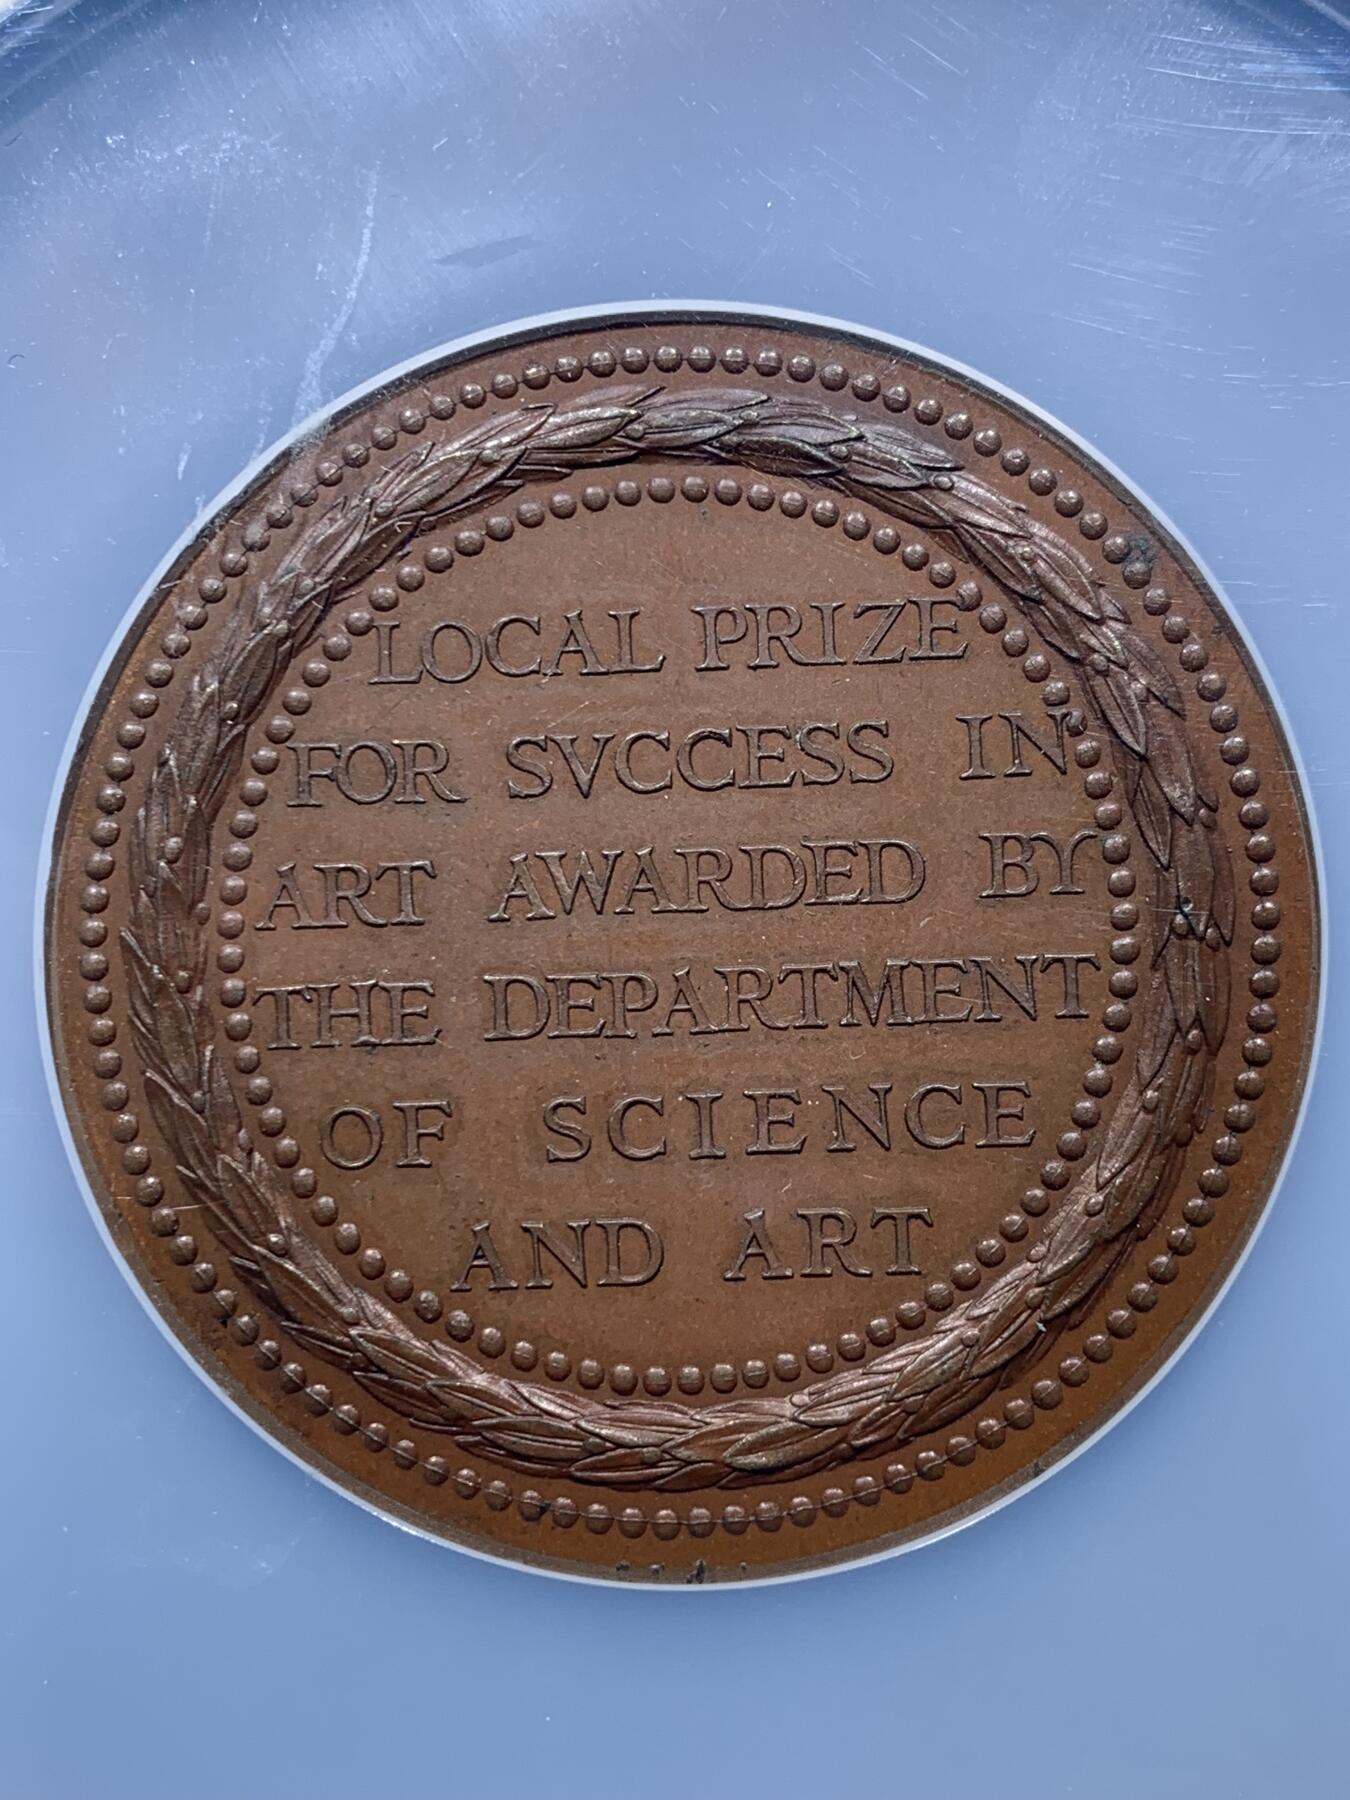 LOCAL PRIZE
FOR SVCCESS IN
ART AWARDED BY
THE DEPARTMENT
OF SCIENCE
AND ART